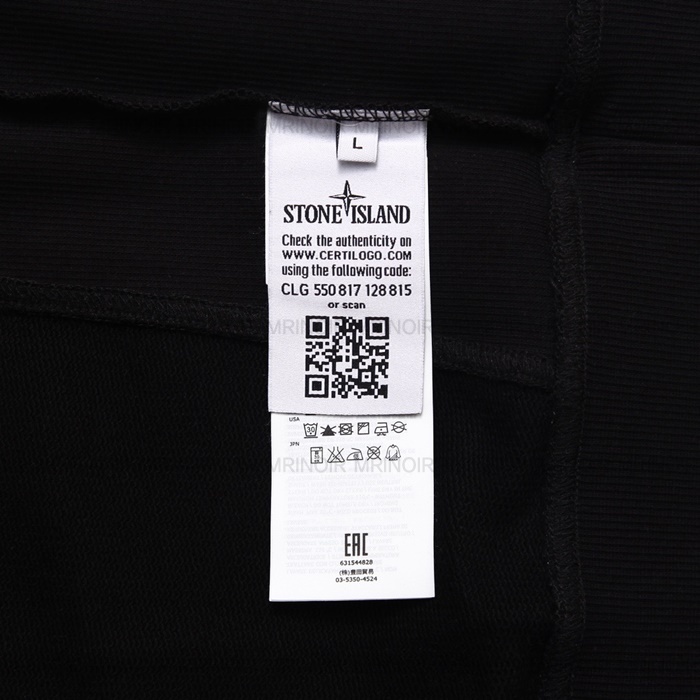 L
STONE ISLAND
Check the authenticity on
WWW.CERTILOGO.COM
using the following code:
CLG 550 817 128 815
or scan
MRINOIR MRINOIR
USA
30
JPN
MRINOIR MRINOIR
EAC
631544828
(株)豊田貿易
03-5350-4524